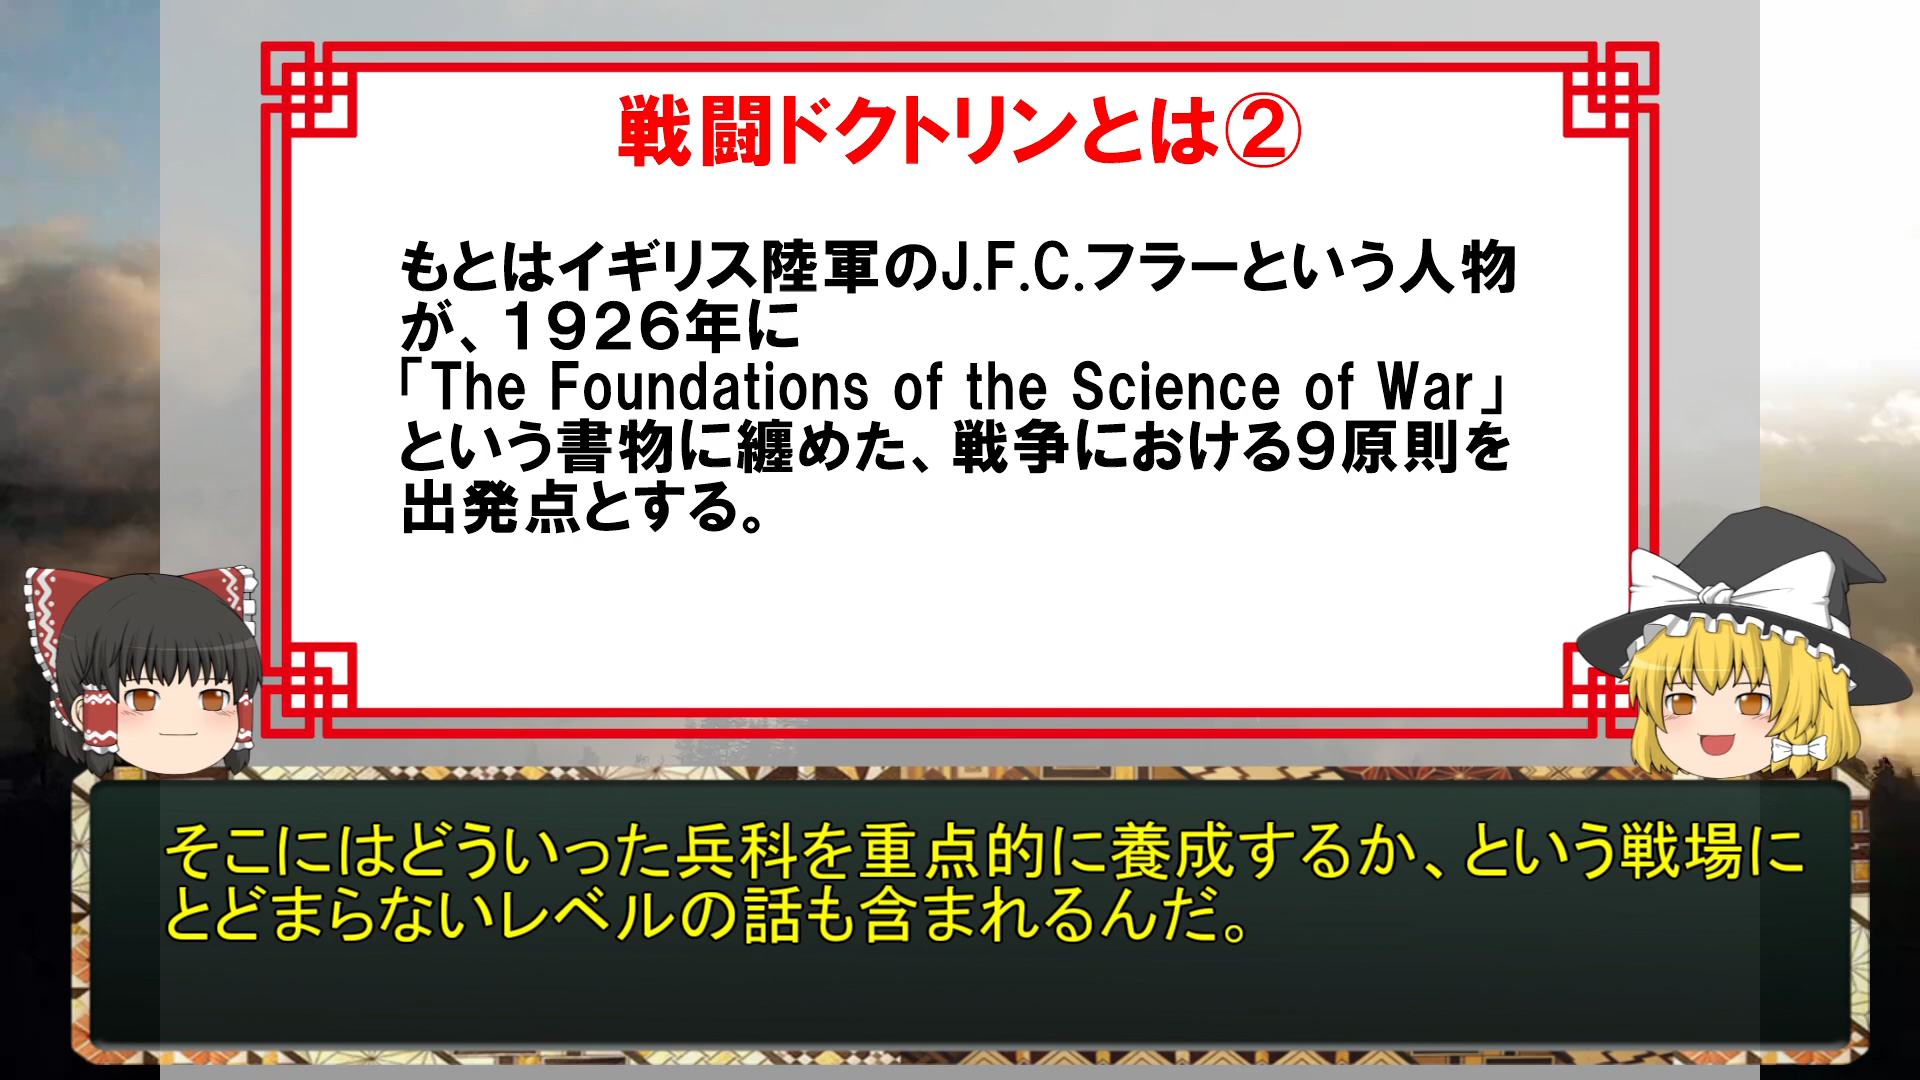 戦闘ドクトリンとは②
もとはイギリス陸軍のJ.F.C.フラーという人物
が、１９２６年に
「The Foundations of the Science of War」
という書物に纏めた、戦争における９原則を
出発点とする。
そこにはどういった兵科を重点的に養成するか、という戦場に
とどまらないレベルの話も含まれるんだ。